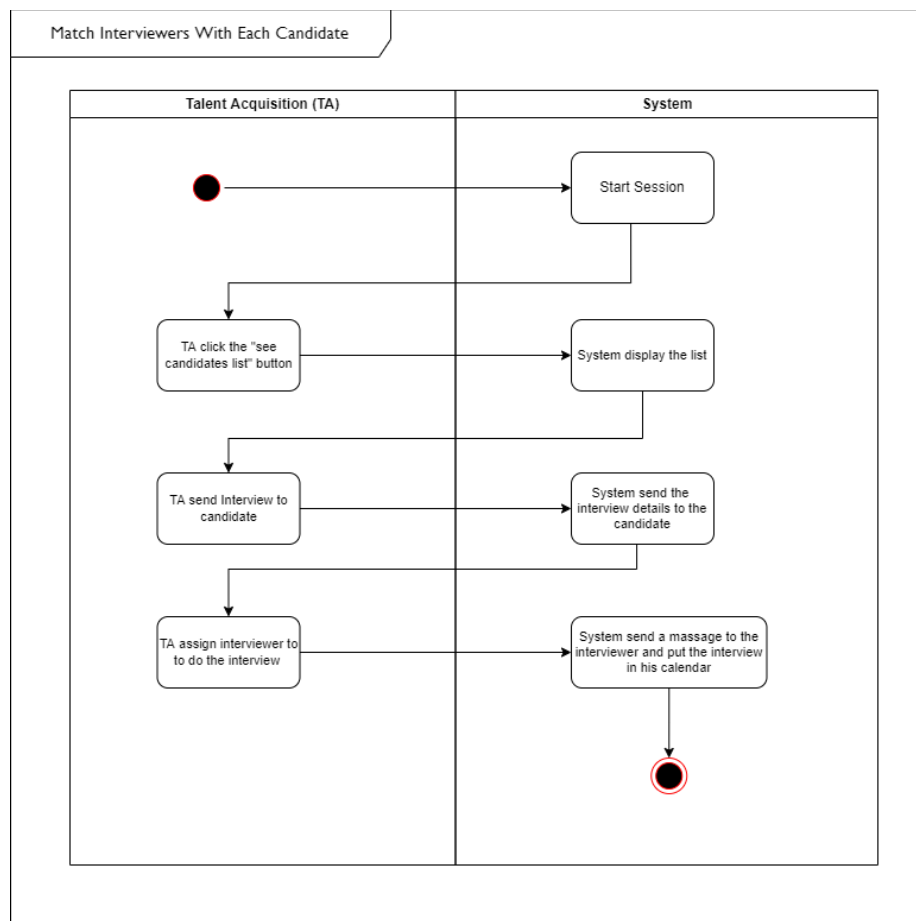 Match Interviewers With Each Candidate
Talent Acquisition (TA)
System
Start Session
TA click the "see
candidates list" button
System display the list
TA send Interview to
candidate
System send the
interview details to the
candidate
TA assign interviewer to
to do the interview
System send a massage to the
interviewer and put the interview
in his calendar